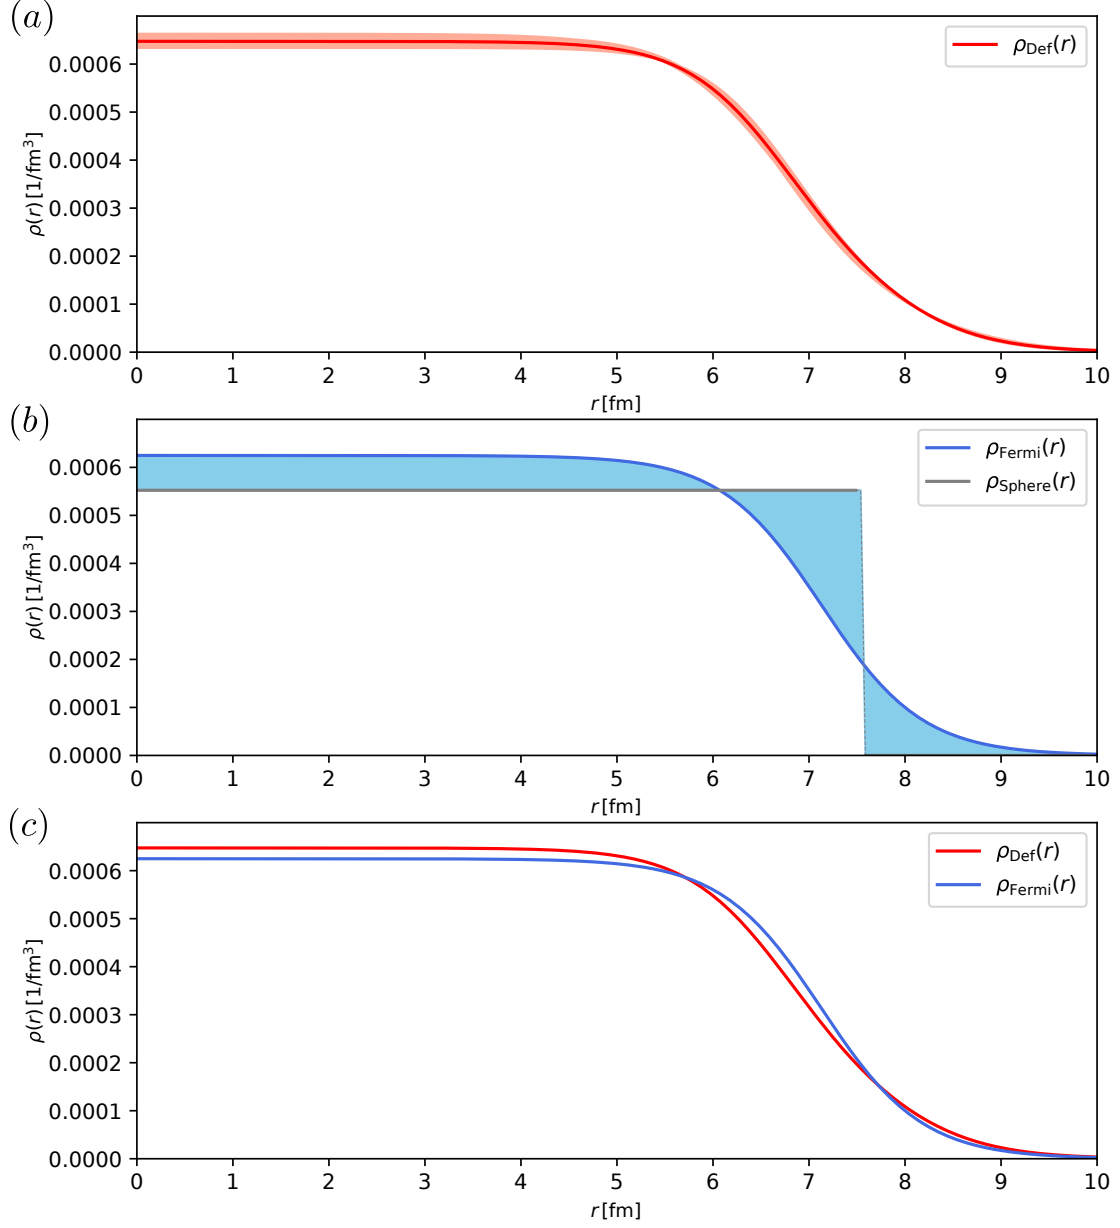 (a)
ρ(r) [1/fm³]
0.0006
0.0005
0.0004
0.0003
0.0002
0.0001
0.0000
ρDef(r)
0 1 2 3 4 5 6 7 8 9 10
r [fm]
(b)
ρ(r) [1/fm³]
0.0006
0.0005
0.0004
0.0003
0.0002
0.0001
0.0000
ρFermi(r)
ρSphere(r)
0 1 2 3 4 5 6 7 8 9 10
r [fm]
(c)
ρ(r) [1/fm³]
0.0006
0.0005
0.0004
0.0003
0.0002
0.0001
0.0000
ρDef(r)
ρFermi(r)
0 1 2 3 4 5 6 7 8 9 10
r [fm]